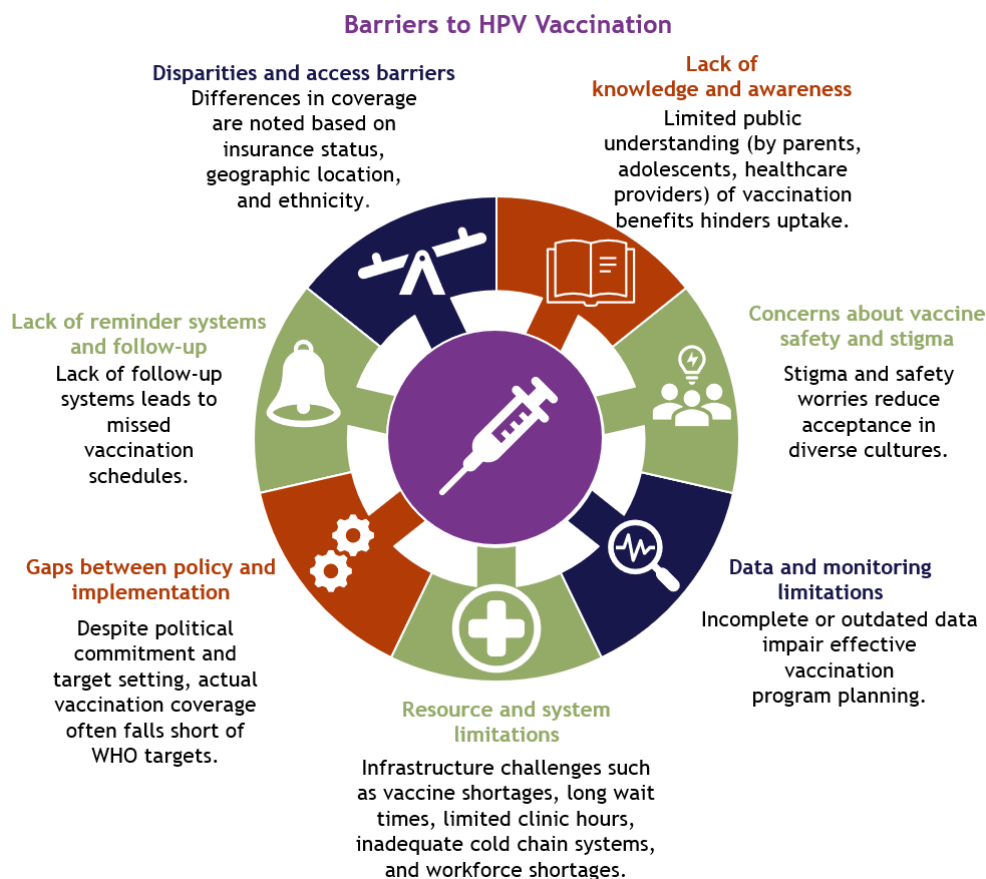 Barriers to HPV Vaccination
Disparities and access barriers
Differences in coverage
are noted based on
insurance status,
geographic location,
and ethnicity.
Lack of
knowledge and awareness
Limited public
understanding (by parents,
adolescents, healthcare
providers) of vaccination
benefits hinders uptake.
Concerns about vaccine
safety and stigma
Stigma and safety
worries reduce
acceptance in
diverse cultures.
Data and monitoring
limitations
Incomplete or outdated data
impair effective
vaccination
program planning.
Resource and system
limitations
Infrastructure challenges such
as vaccine shortages, long wait
times, limited clinic hours,
inadequate cold chain systems,
and workforce shortages.
Gaps between policy and
implementation
Despite political
commitment and
target setting, actual
vaccination coverage
often falls short of
WHO targets.
Lack of reminder systems
and follow-up
Lack of follow-up
systems leads to
missed
vaccination
schedules.